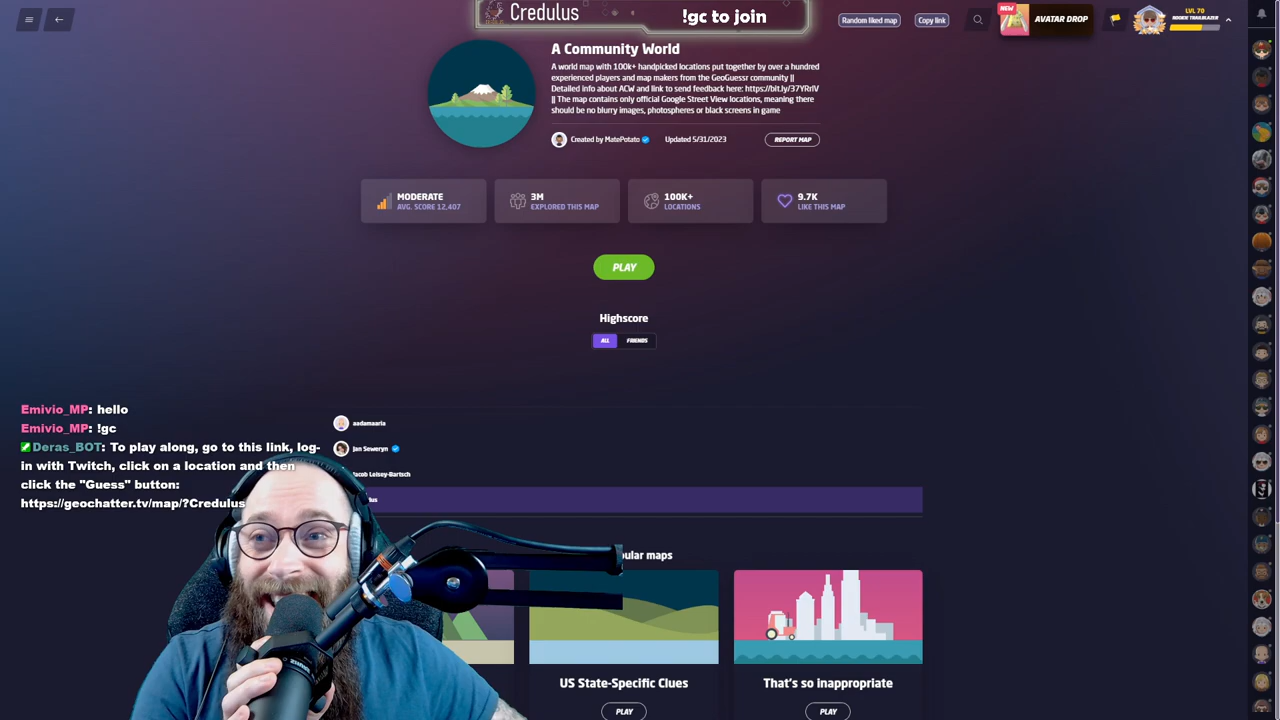 Credulus
!gc to join
Random liked map
Copy link
NEW
AVATAR DROP
LVL 70
ROOKIE TRAILBLAZER
A Community World
A world map with 100k+ handpicked locations put together by over a hundred
experienced players and map makers from the GeoGuessr community ||
Detailed info about ACW and link to send feedback here: https://bit.ly/37YRrlV
|| The map contains only official Google Street View locations, meaning there
should be no blurry images, photospheres or black screens in game
Created by MatePotato
Updated 5/31/2023
REPORT MAP
MODERATE
AVG. SCORE 12,407
3M
EXPLORED THIS MAP
100K+
LOCATIONS
9.7K
LIKE THIS MAP
PLAY
Highscore
ALL
FRIENDS
Emivio_MP: hello
Emivio_MP: !gc
Deras_BOT: To play along, go to this link, log-
in with Twitch, click on a location and then
click the "Guess" button:
https://geochatter.tv/map/?Credulus
aadamaaria
Jan Seweryn
Jacob Leisey-Bartsch
lus
ular maps
US State-Specific Clues
That's so inappropriate
PLAY
PLAY